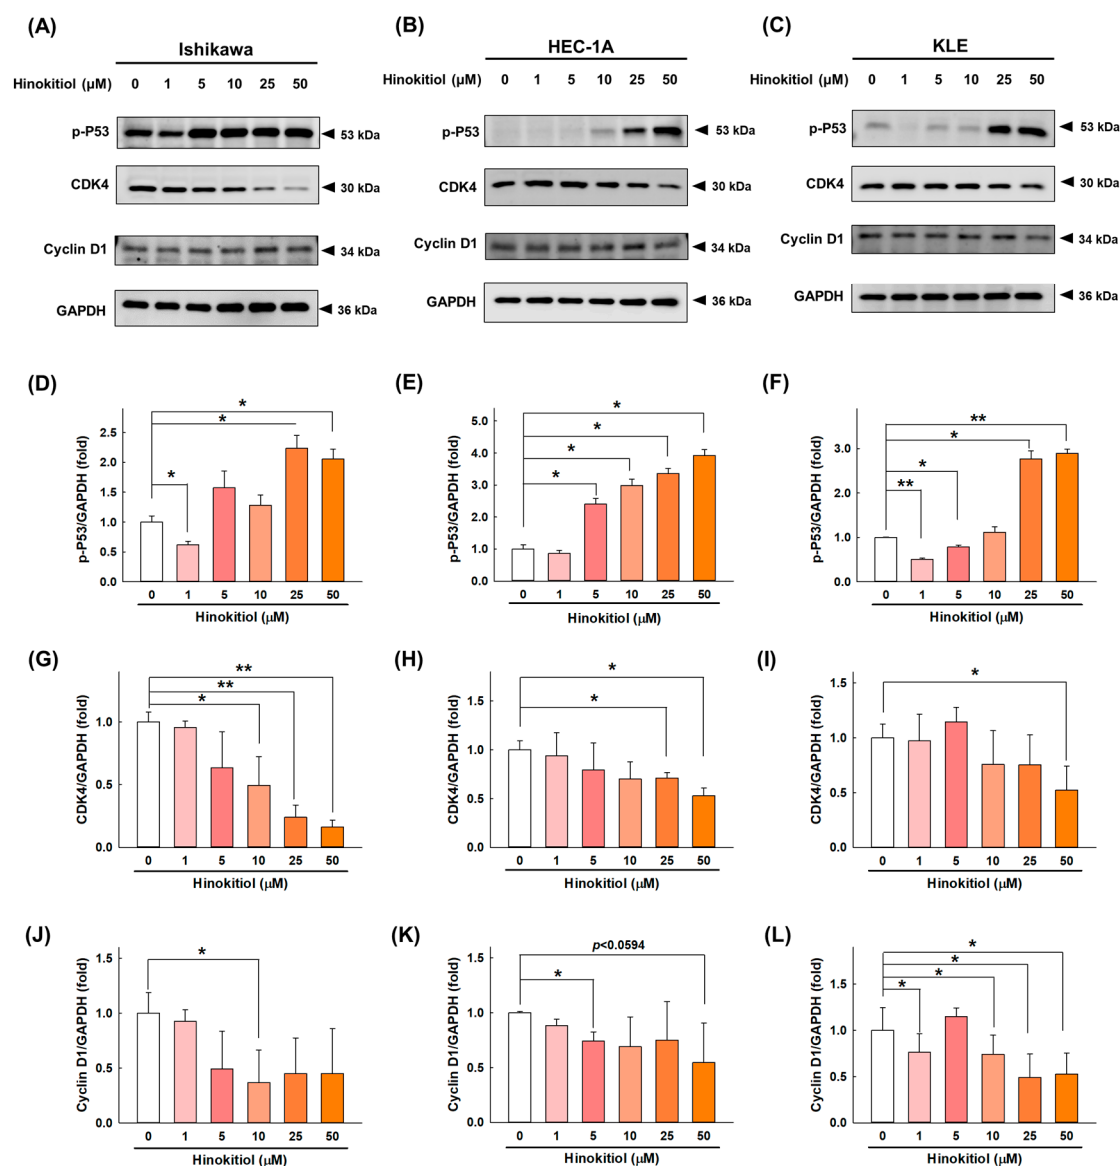 (A)
Ishikawa
Hinokitiol (μM) 0 1 5 10 25 50
p-P53 53 kDa
CDK4 30 kDa
Cyclin D1 34 kDa
GAPDH 36 kDa
(B)
HEC-1A
Hinokitiol (μM) 0 1 5 10 25 50
p-P53 53 kDa
CDK4 30 kDa
Cyclin D1 34 kDa
GAPDH 36 kDa
(C)
KLE
Hinokitiol (μM) 0 1 5 10 25 50
p-P53 53 kDa
CDK4 30 kDa
Cyclin D1 34 kDa
GAPDH 36 kDa
(D)
p-P53/GAPDH (fold)
2.5
2.0
1.5
1.0
0.5
0.0
* * *
0 1 5 10 25 50
Hinokitiol (μM)
(E)
p-P53/GAPDH (fold)
5.0
4.0
3.0
2.0
1.0
0.0
* * * *
0 1 5 10 25 50
Hinokitiol (μM)
(F)
p-P53/GAPDH (fold)
3.0
2.0
1.0
0.0
** * * **
0 1 5 10 25 50
Hinokitiol (μM)
(G)
CDK4/GAPDH (fold)
1.0
0.5
0.0
** ** *
0 1 5 10 25 50
Hinokitiol (μM)
(H)
CDK4/GAPDH (fold)
1.5
1.0
0.5
0.0
* *
0 1 5 10 25 50
Hinokitiol (μM)
(I)
CDK4/GAPDH (fold)
1.5
1.0
0.5
0.0
*
0 1 5 10 25 50
Hinokitiol (μM)
(J)
Cyclin D1/GAPDH (fold)
1.5
1.0
0.5
0.0
*
0 1 5 10 25 50
Hinokitiol (μM)
(K)
Cyclin D1/GAPDH (fold)
1.5
1.0
0.5
0.0
p<0.0594
*
0 1 5 10 25 50
Hinokitiol (μM)
(L)
Cyclin D1/GAPDH (fold)
1.5
1.0
0.5
0.0
* * * *
0 1 5 10 25 50
Hinokitiol (μM)